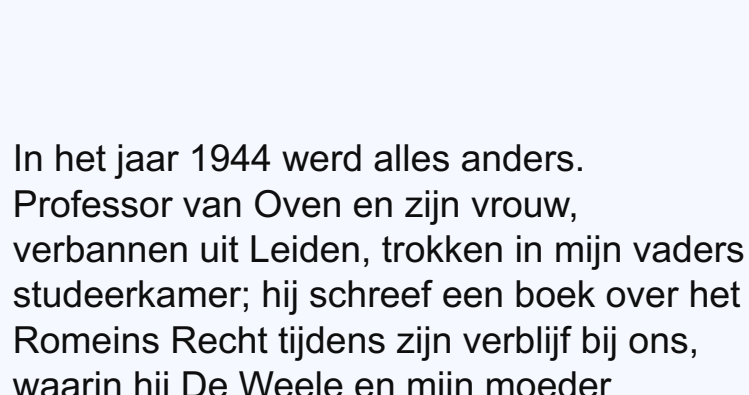 In het jaar 1944 werd alles anders.
Professor van Oven en zijn vrouw,
verbannen uit Leiden, trokken in mijn vaders
studeerkamer; hij schreef een boek over het
Romeins Recht tijdens zijn verblijf bij ons,
waarin hij De Weele en mijn moeder